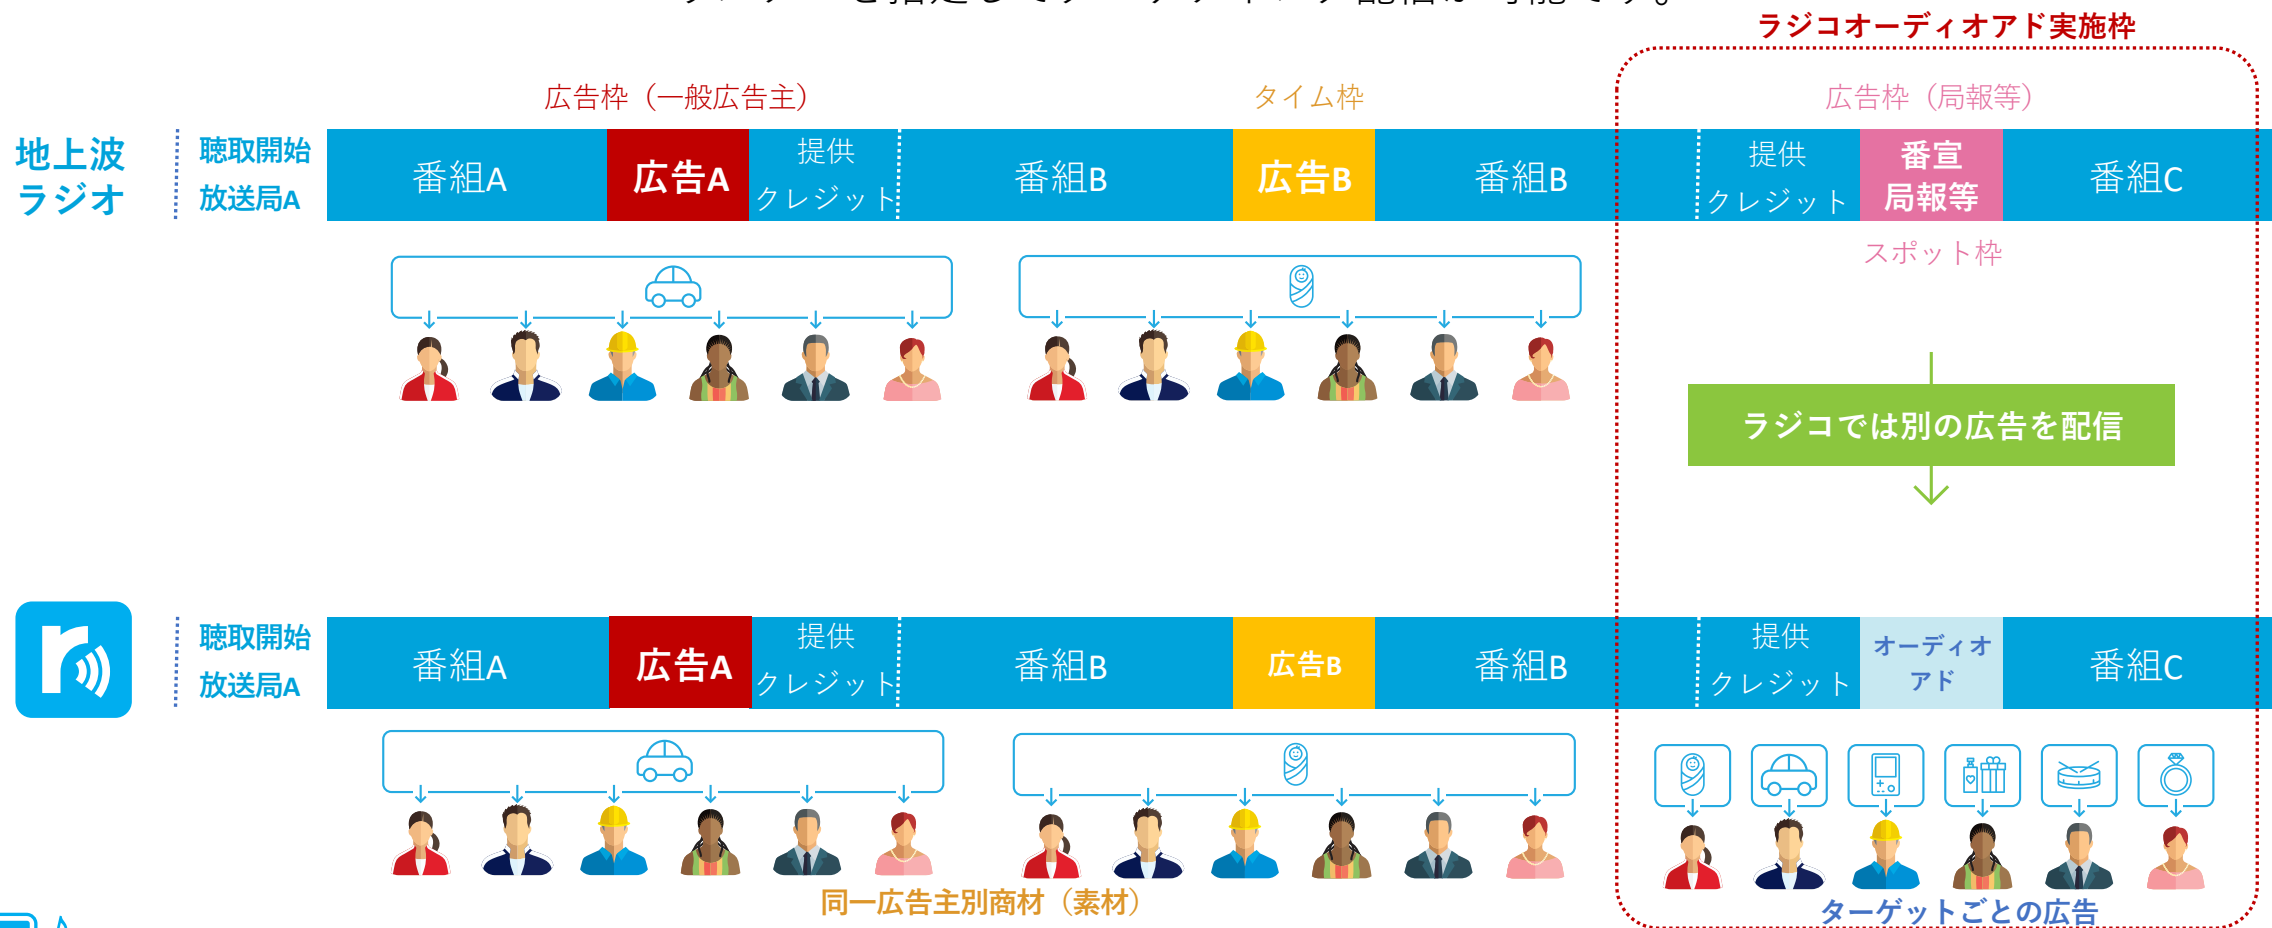 ラジコオーディオアド実施枠
広告枠（一般広告主）
タイム枠
広告枠（局報等）
地上波
ラジオ
聴取開始
放送局A
番組A
広告A
提供
クレジット
番組B
広告B
番組B
提供
クレジット
番宣
局報等
番組C
スポット枠
ラジコでは別の広告を配信
聴取開始
放送局A
番組A
広告A
提供
クレジット
番組B
広告B
番組B
提供
クレジット
オーディオ
アド
番組C
同一広告主別商材（素材）
ターゲットごとの広告